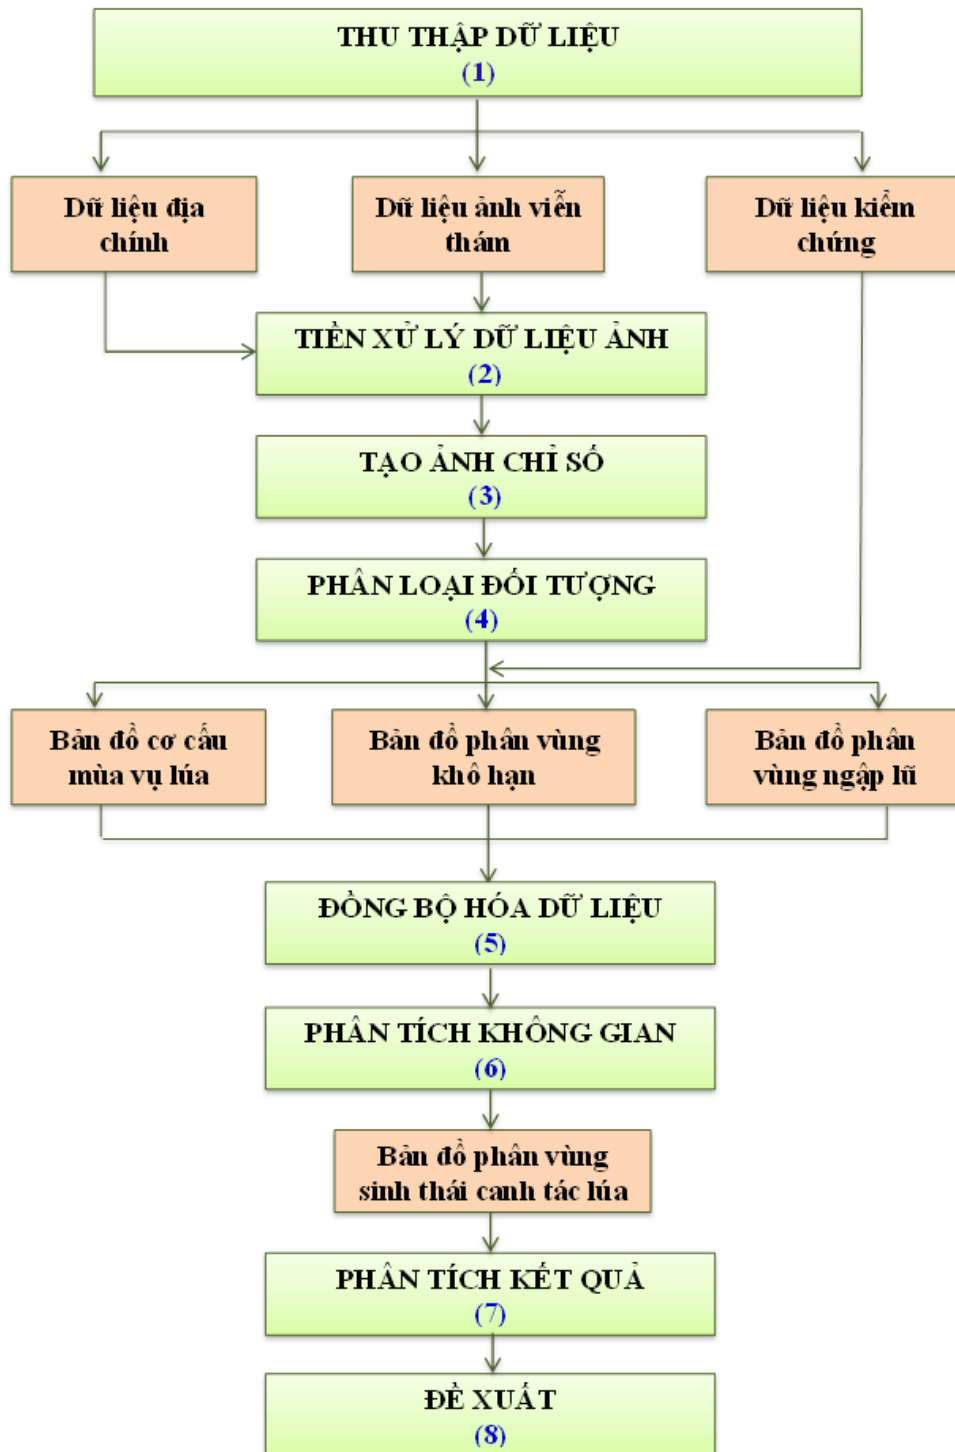 THU THẬP DỮ LIỆU
(1)
Dữ liệu địa
chính
Dữ liệu ảnh viễn
thám
Dữ liệu kiểm
chứng
TIỀN XỬ LÝ DỮ LIỆU ẢNH
(2)
TẠO ẢNH CHỈ SỐ
(3)
PHÂN LOẠI ĐỐI TƯỢNG
(4)
Bản đồ cơ cấu
mùa vụ lúa
Bản đồ phân vùng
khô hạn
Bản đồ phân
vùng ngập lũ
ĐỒNG BỘ HÓA DỮ LIỆU
(5)
PHÂN TÍCH KHÔNG GIAN
(6)
Bản đồ phân vùng
sinh thái canh tác lúa
PHÂN TÍCH KẾT QUẢ
(7)
ĐỀ XUẤT
(8)